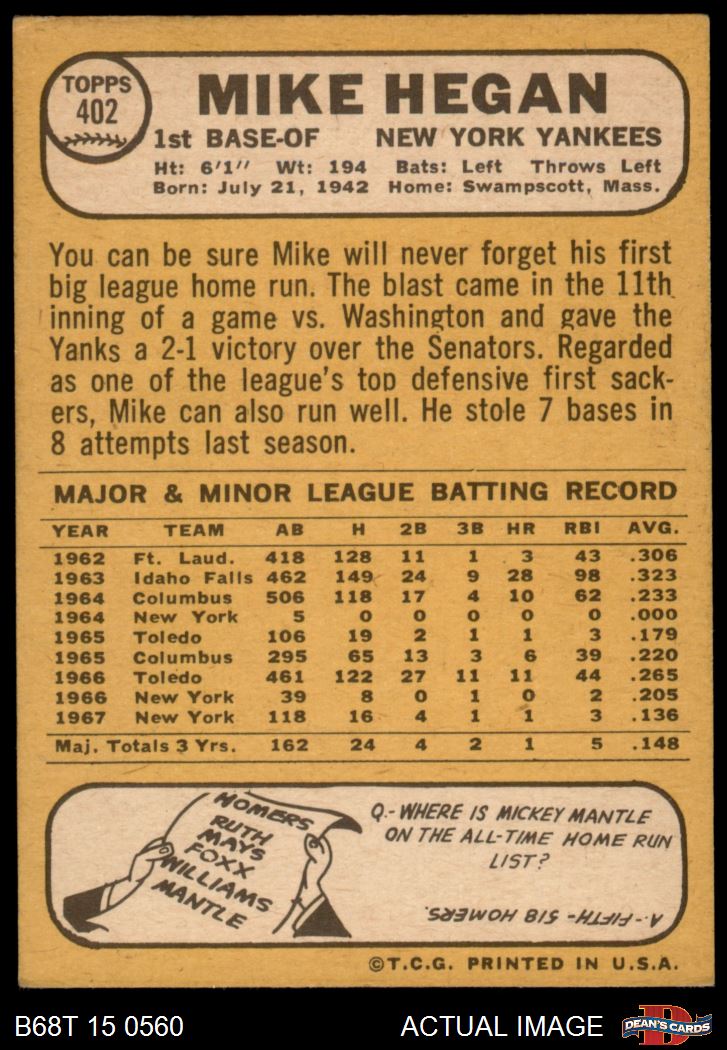 TOPPS
402
MIKE HEGAN
1st BASE-OF NEW YORK YANKEES
Ht: 6'1" Wt: 194 Bats: Left Throws Left
Born: July 21, 1942 Home: Swampscott, Mass.
You can be sure Mike will never forget his first
big league home run. The blast came in the 11th
inning of a game vs. Washington and gave the
Yanks a 2-1 victory over the Senators. Regarded
as one of the league's top defensive first sack-
ers, Mike can also run well. He stole 7 bases in
8 attempts last season.
MAJOR & MINOR LEAGUE BATTING RECORD
YEAR TEAM AB H 2B 3B HR RBI AVG.
1962 Ft. Laud. 418 128 11 1 3 43 .306
1963 Idaho Falls 462 149 24 9 28 98 .323
1964 Columbus 506 118 17 4 10 62 .233
1964 New York 5 0 0 0 0 0 .000
1965 Toledo 106 19 2 1 1 3 .179
1965 Columbus 295 65 13 3 6 39 .220
1966 Toledo 461 122 27 11 11 44 .265
1966 New York 39 8 0 1 0 2 .205
1967 New York 118 16 4 1 1 3 .136
Maj. Totals 3 Yrs. 162 24 4 2 1 5 .148
HOMERS
RUTH
MAYS
FOXX
WILLIAMS
MANTLE
Q.- WHERE IS MICKEY MANTLE
ON THE ALL-TIME HOME RUN
LIST?
A.- FIFTH - 518 HOMERS.
©T.C.G. PRINTED IN U.S.A.
B68T 15 0560 ACTUAL IMAGE
D
DEAN'S CARDS